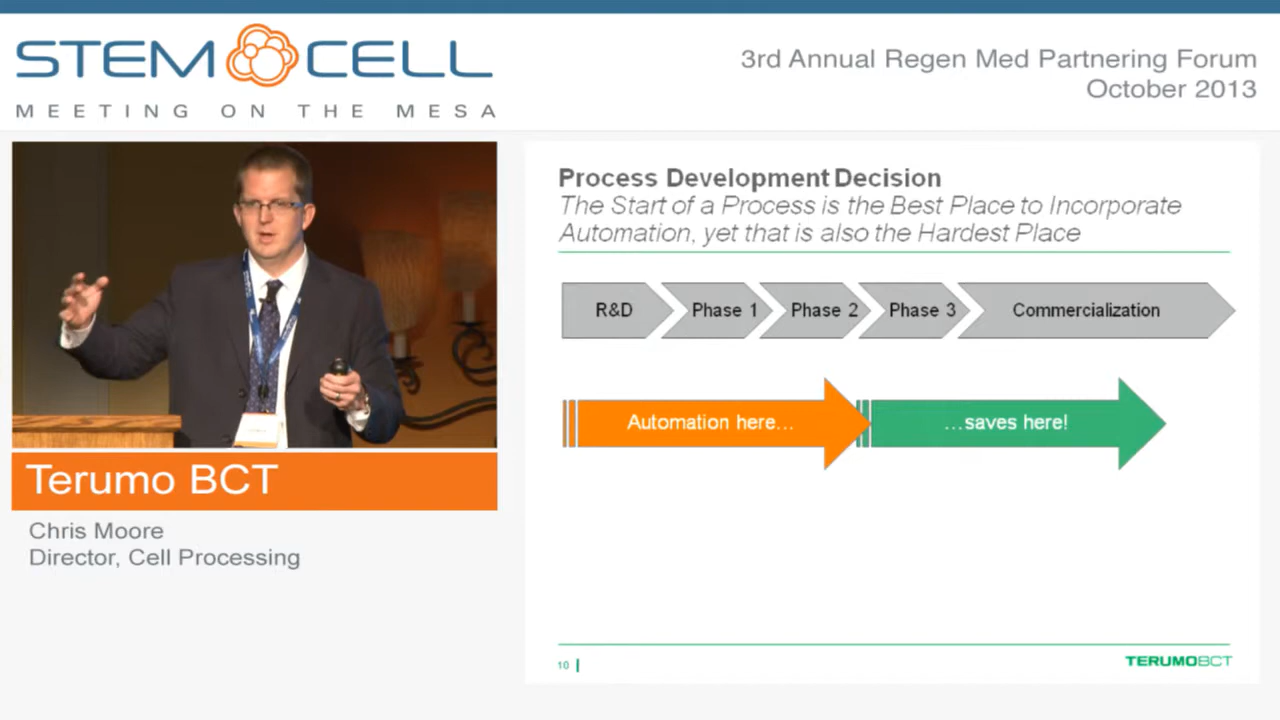 STEM CELL
MEETING ON THE MESA
3rd Annual Regen Med Partnering Forum
October 2013
Terumo BCT
Chris Moore
Director, Cell Processing
Process Development Decision
The Start of a Process is the Best Place to Incorporate
Automation, yet that is also the Hardest Place
R&D
Phase 1
Phase 2
Phase 3
Commercialization
Automation here...
...saves here!
10
TERUMOBCT